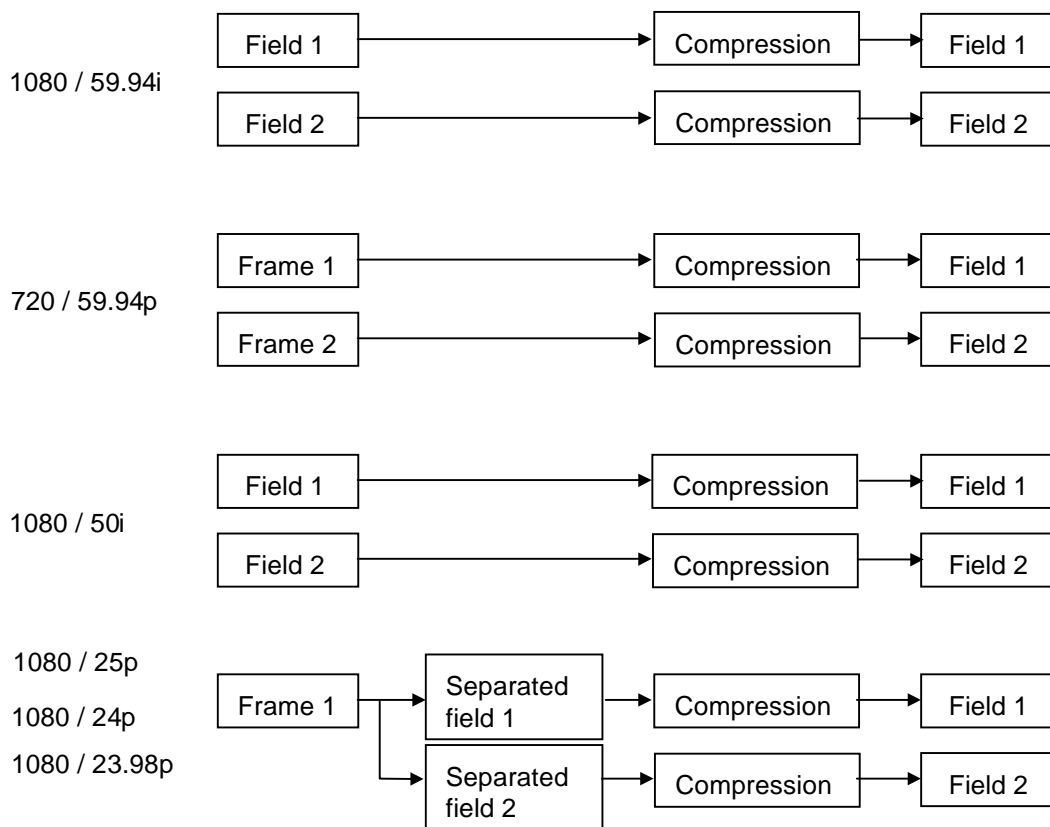 Field 1 Compression Field 1
1080 / 59.94i
Field 2 Compression Field 2
Frame 1 Compression Field 1
720 / 59.94p
Frame 2 Compression Field 2
Field 1 Compression Field 1
1080 / 50i
Field 2 Compression Field 2
1080 / 25p
1080 / 24p
1080 / 23.98p
Frame 1
Separated
field 1
Compression Field 1
Separated
field 2
Compression Field 2